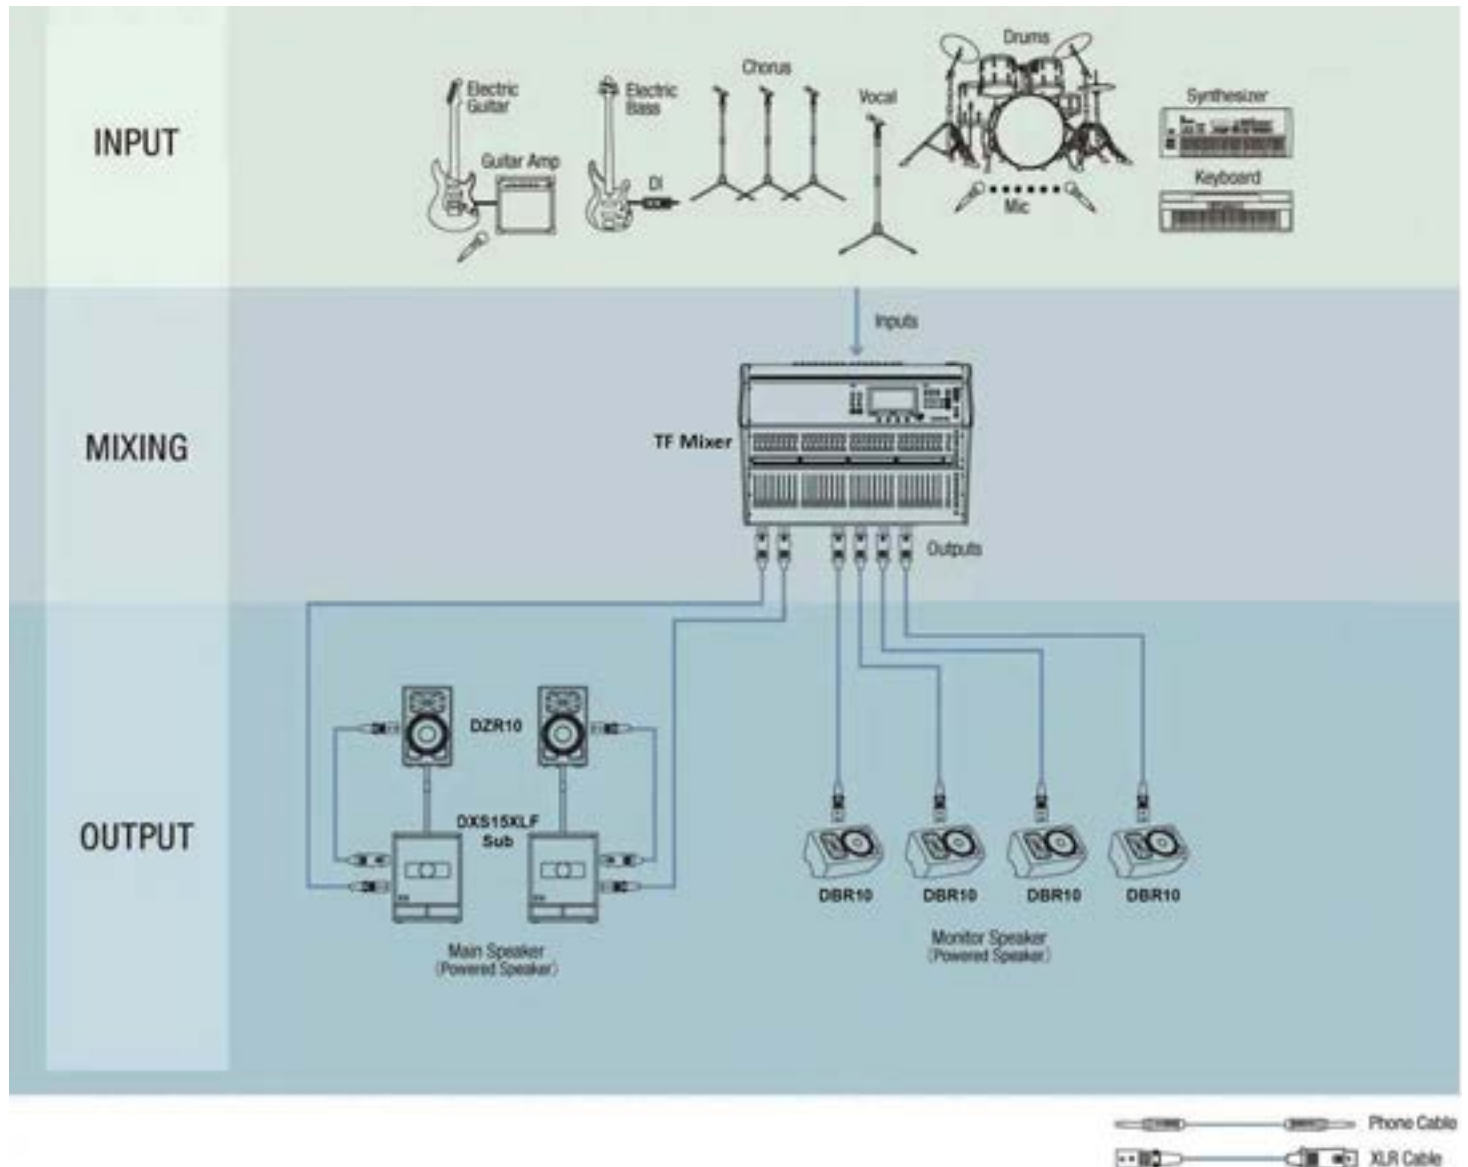 INPUT
Electric
Guitar
Guitar Amp
Electric
Bass
DI
Chorus
Vocal
Drums
Mic
Synthesizer
Keyboard
MIXING
Inputs
TF Mixer
Outputs
OUTPUT
DZR10
DXS15XLF
Sub
Main Speaker
(Powered Speaker)
DBR10
DBR10
DBR10
DBR10
Monitor Speaker
(Powered Speaker)
Phone Cable
XLR Cable